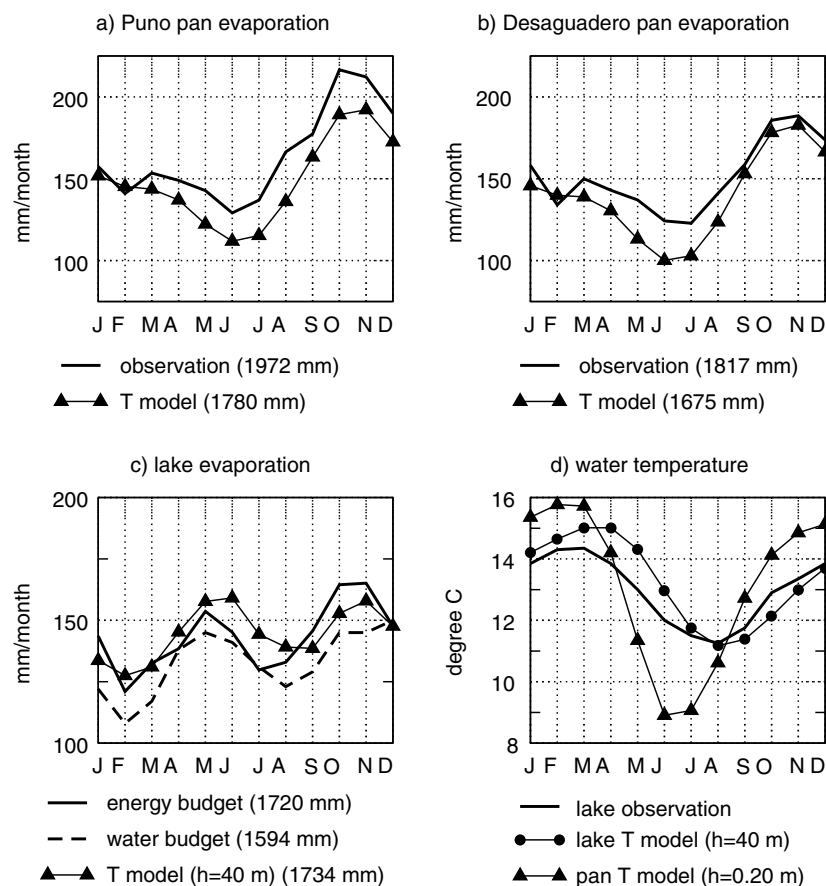 a) Puno pan evaporation
mm/month
200
150
100
J F M A M J J A S O N D
observation (1972 mm)
T model (1780 mm)
b) Desaguadero pan evaporation
mm/month
200
150
100
J F M A M J J A S O N D
observation (1817 mm)
T model (1675 mm)
c) lake evaporation
mm/month
200
150
100
J F M A M J J A S O N D
energy budget (1720 mm)
water budget (1594 mm)
T model (h=40 m) (1734 mm)
d) water temperature
degree C
16
14
12
10
8
J F M A M J J A S O N D
lake observation
lake T model (h=40 m)
pan T model (h=0.20 m)